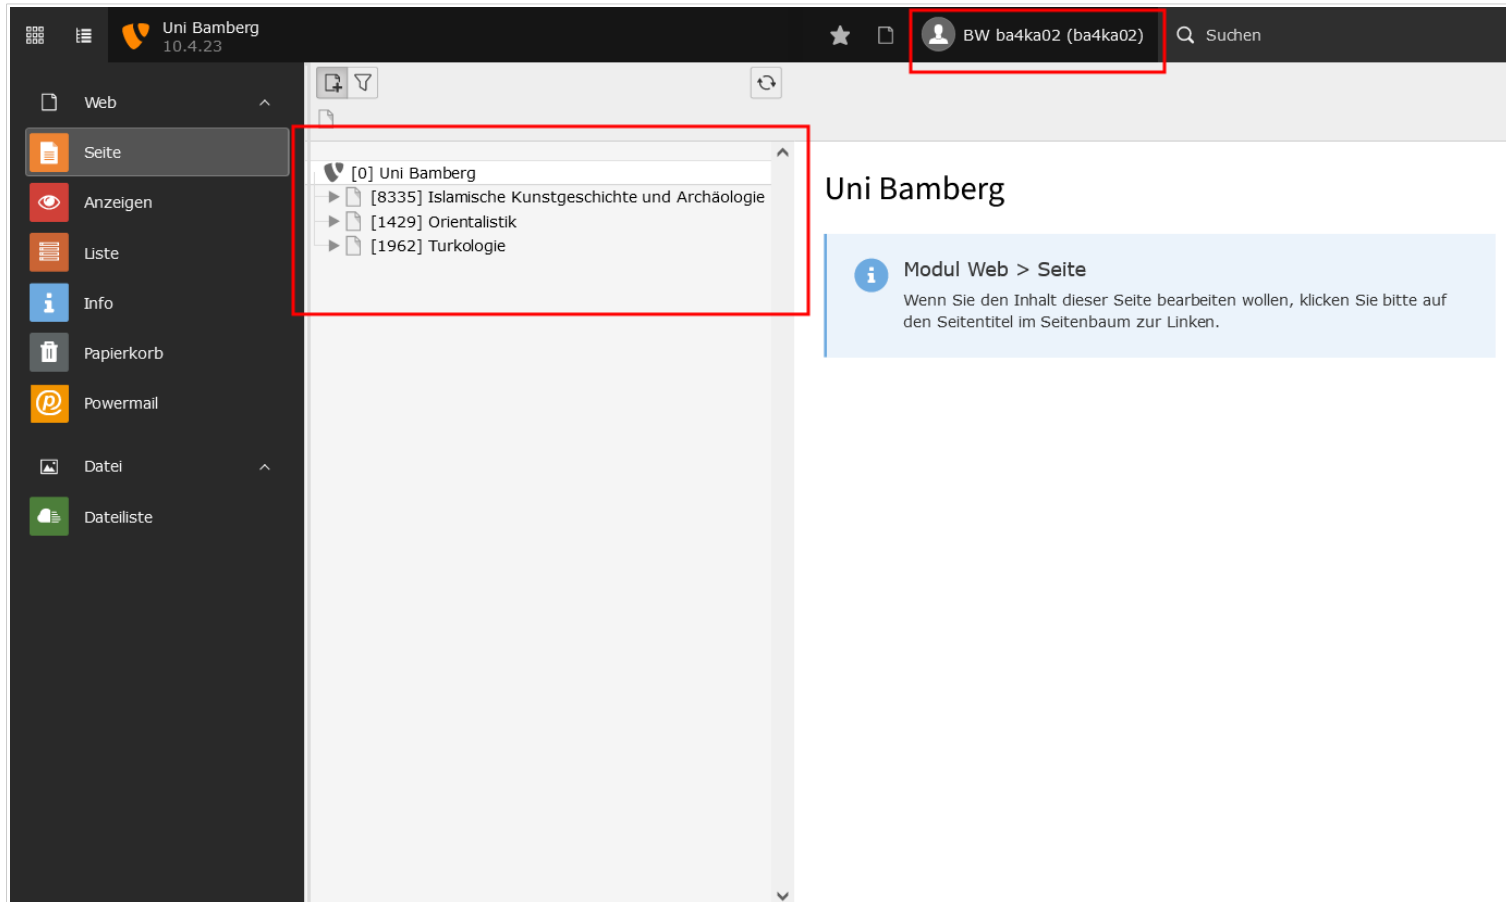 Uni Bamberg
10.4.23
BW ba4ka02 (ba4ka02)
Suchen
Web
Seite
Anzeigen
Liste
Info
Papierkorb
Powermail
Datei
Dateiliste
[0] Uni Bamberg
[8335] Islamische Kunstgeschichte und Archäologie
[1429] Orientalistik
[1962] Turkologie
Uni Bamberg
Modul Web > Seite
Wenn Sie den Inhalt dieser Seite bearbeiten wollen, klicken Sie bitte auf
den Seitentitel im Seitenbaum zur Linken.